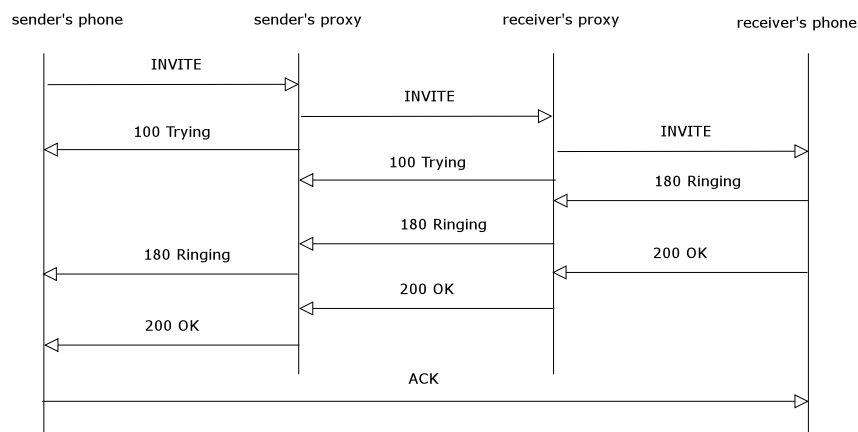 sender's phone
sender's proxy
receiver's proxy
receiver's phone
INVITE
INVITE
100 Trying
INVITE
100 Trying
180 Ringing
180 Ringing
180 Ringing
200 OK
200 OK
200 OK
ACK